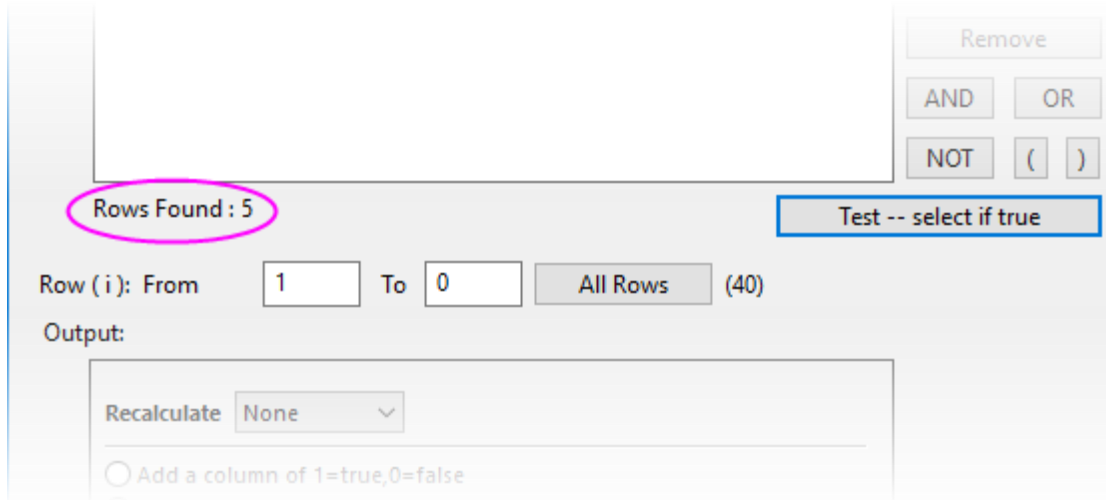 Remove
AND OR
NOT ( )
Rows Found : 5
Test -- select if true
Row ( i ): From 1 To 0 All Rows (40)
Output:
Recalculate None
Add a column of 1=true,0=false